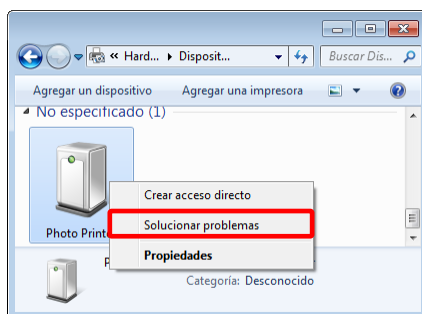 « Hard... ▸ Disposit...
Buscar Dis...
Agregar un dispositivo Agregar una impresora
No especificado (1)
Crear acceso directo
Photo Print
Solucionar problemas
Propiedades
P
Categoría: Desconocido